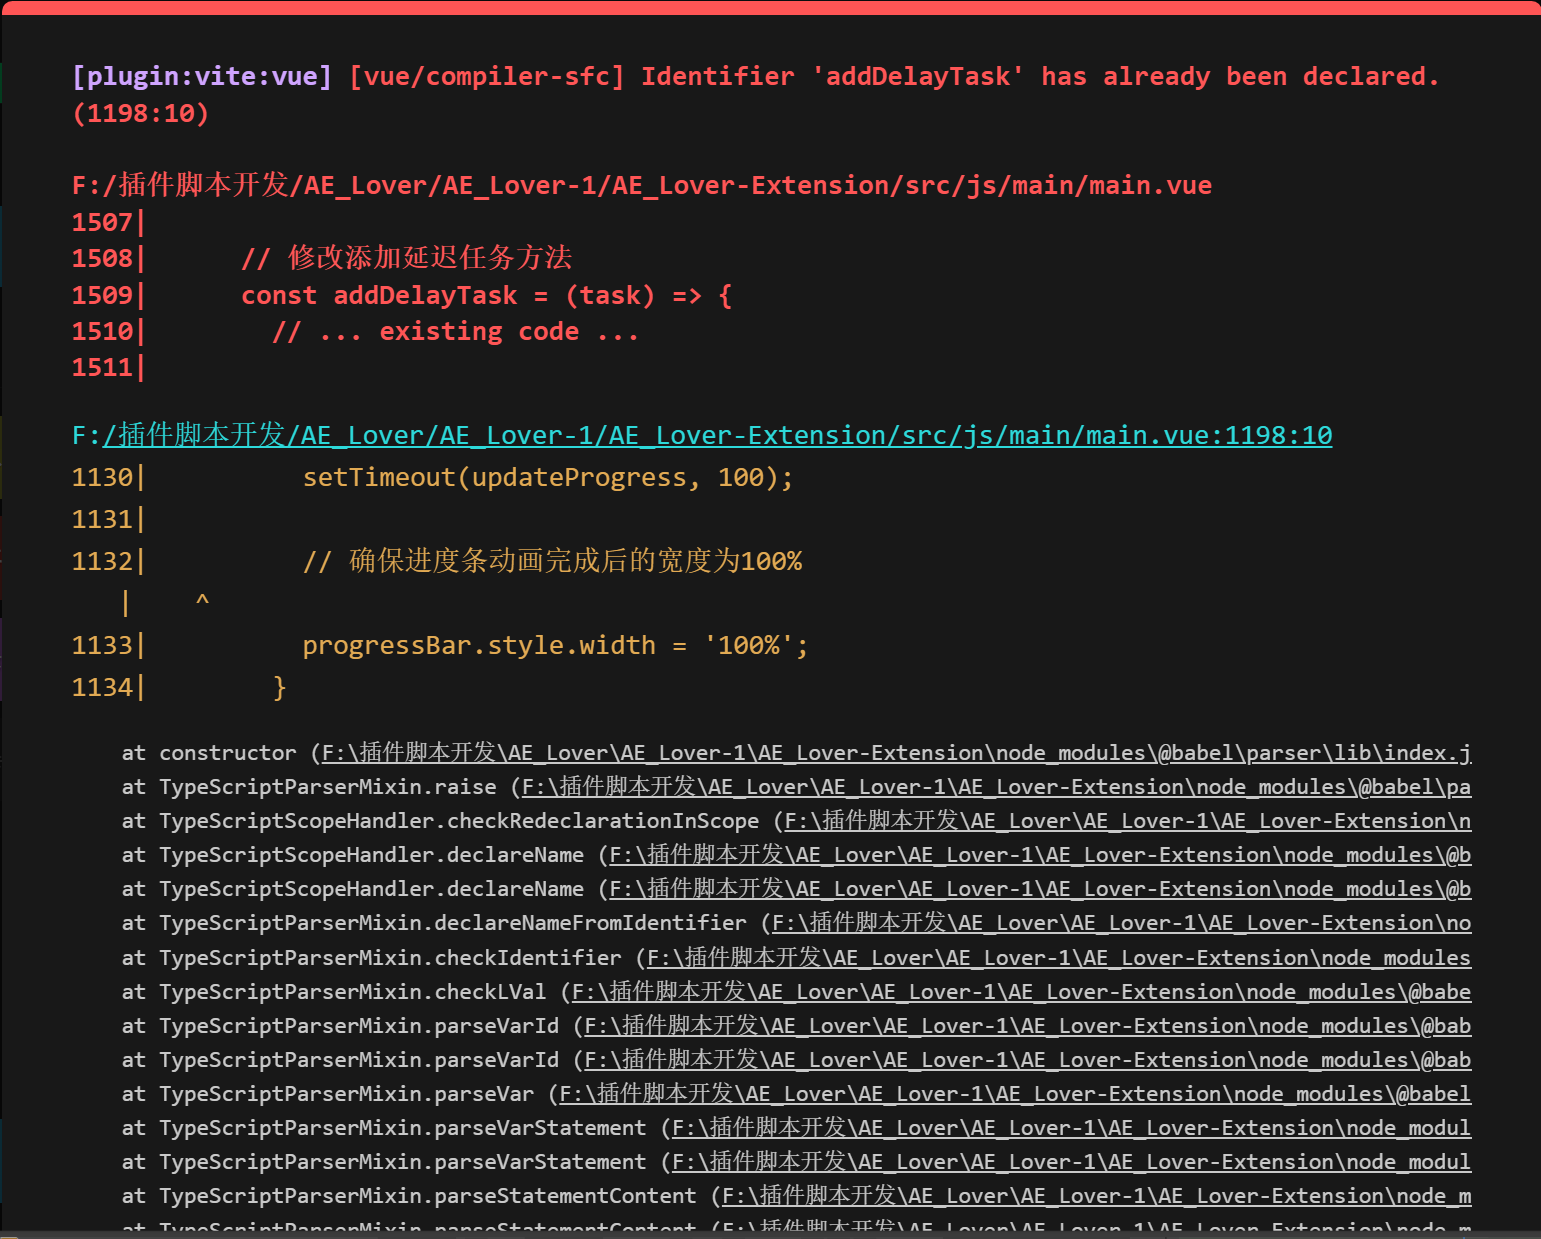 [plugin:vite:vue] [vue/compiler-sfc] Identifier 'addDelayTask' has already been declared.
(1198:10)
F:/插件脚本开发/AE_Lover/AE_Lover-1/AE_Lover-Extension/src/js/main/main.vue
1507|
1508|      // 修改添加延迟任务方法
1509|      const addDelayTask = (task) => {
1510|        // ... existing code ...
1511|
F:/插件脚本开发/AE_Lover/AE_Lover-1/AE_Lover-Extension/src/js/main/main.vue:1198:10
1130|          setTimeout(updateProgress, 100);
1131|
1132|          // 确保进度条动画完成后的宽度为100%
   |    ^
1133|          progressBar.style.width = '100%';
1134|        }
at constructor (F:\插件脚本开发\AE_Lover\AE_Lover-1\AE_Lover-Extension\node_modules\@babel\parser\lib\index.j
at TypeScriptParserMixin.raise (F:\插件脚本开发\AE_Lover\AE_Lover-1\AE_Lover-Extension\node_modules\@babel\pa
at TypeScriptScopeHandler.checkRedeclarationInScope (F:\插件脚本开发\AE_Lover\AE_Lover-1\AE_Lover-Extension\n
at TypeScriptScopeHandler.declareName (F:\插件脚本开发\AE_Lover\AE_Lover-1\AE_Lover-Extension\node_modules\@b
at TypeScriptScopeHandler.declareName (F:\插件脚本开发\AE_Lover\AE_Lover-1\AE_Lover-Extension\node_modules\@b
at TypeScriptParserMixin.declareNameFromIdentifier (F:\插件脚本开发\AE_Lover\AE_Lover-1\AE_Lover-Extension\no
at TypeScriptParserMixin.checkIdentifier (F:\插件脚本开发\AE_Lover\AE_Lover-1\AE_Lover-Extension\node_modules
at TypeScriptParserMixin.checkLVal (F:\插件脚本开发\AE_Lover\AE_Lover-1\AE_Lover-Extension\node_modules\@babe
at TypeScriptParserMixin.parseVarId (F:\插件脚本开发\AE_Lover\AE_Lover-1\AE_Lover-Extension\node_modules\@bab
at TypeScriptParserMixin.parseVarId (F:\插件脚本开发\AE_Lover\AE_Lover-1\AE_Lover-Extension\node_modules\@bab
at TypeScriptParserMixin.parseVar (F:\插件脚本开发\AE_Lover\AE_Lover-1\AE_Lover-Extension\node_modules\@babel
at TypeScriptParserMixin.parseVarStatement (F:\插件脚本开发\AE_Lover\AE_Lover-1\AE_Lover-Extension\node_modul
at TypeScriptParserMixin.parseVarStatement (F:\插件脚本开发\AE_Lover\AE_Lover-1\AE_Lover-Extension\node_modul
at TypeScriptParserMixin.parseStatementContent (F:\插件脚本开发\AE_Lover\AE_Lover-1\AE_Lover-Extension\node_m
at TypeScriptParserMixin.parseStatementContent (F:\插件脚本开发\AE_Lover\AE_Lover-1\AE_Lover-Extension\node_m